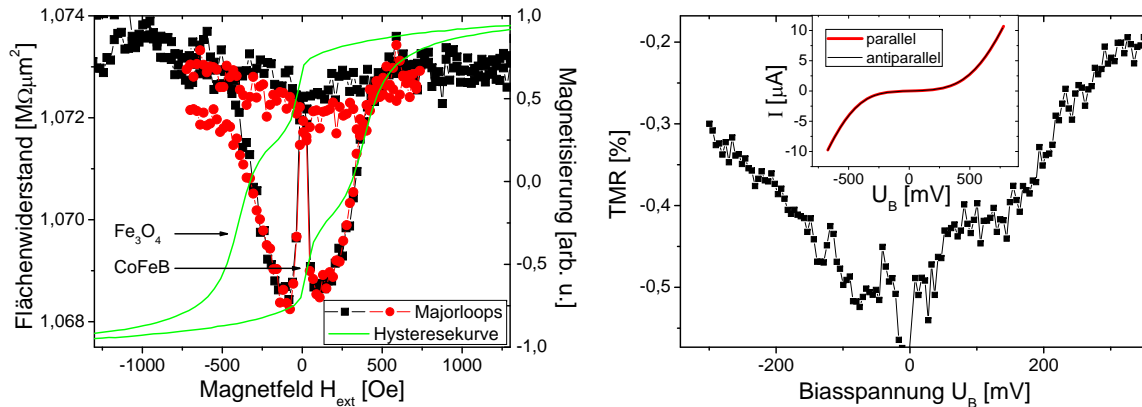 1,074
1,072
1,070
1,068
Flächenwiderstand [MΩµm²]
Fe₃O₄
CoFeB
Majorloops
Hysteresekurve
1,0
0,5
0,0
-0,5
-1,0
Magnetisierung [arb. u.]
-1000 -500 0 500 1000
Magnetfeld H_ext [Oe]
-0,2
-0,3
-0,4
-0,5
TMR [%]
10
5
0
-5
-10
I [µA]
parallel
antiparallel
-500 0 500
U_B [mV]
-200 0 200
Biasspannung U_B [mV]